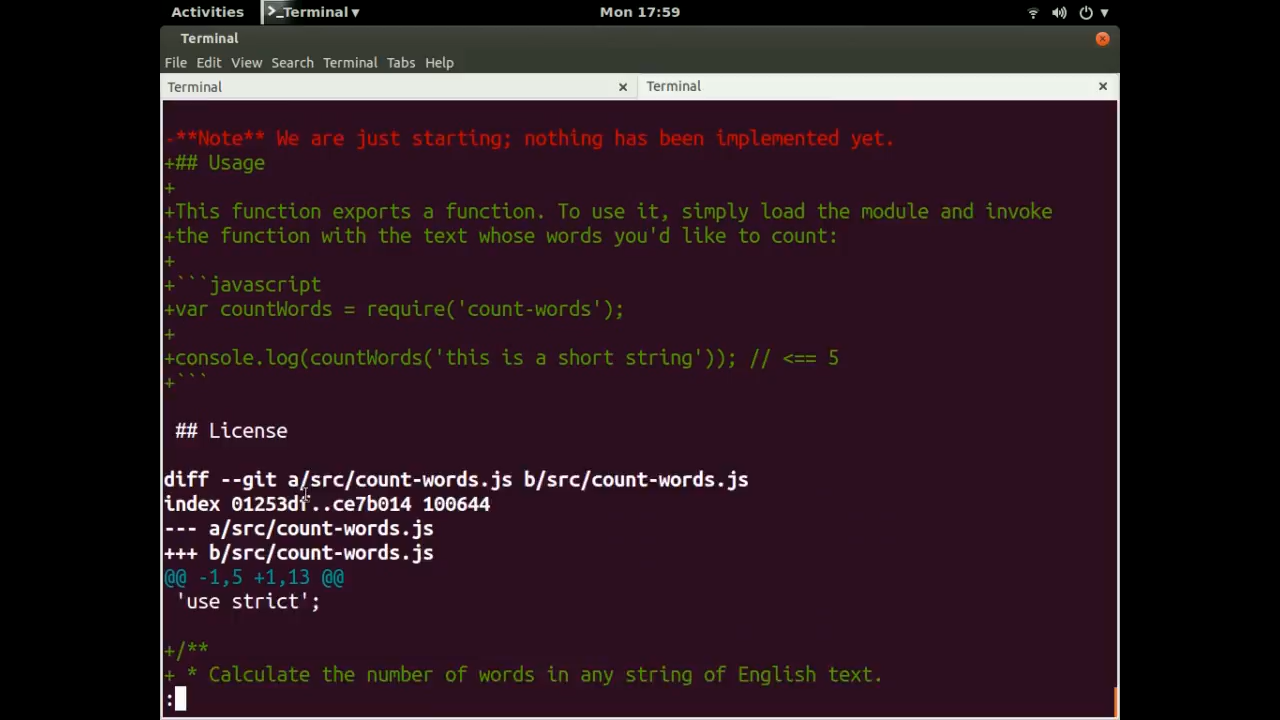 Activities >_Terminal ▾ Mon 17:59
Terminal
File Edit View Search Terminal Tabs Help
Terminal × Terminal ×
-**Note** We are just starting; nothing has been implemented yet.
+## Usage
+
+This function exports a function. To use it, simply load the module and invoke
+the function with the text whose words you'd like to count:
+
+```javascript
+var countWords = require('count-words');
+
+console.log(countWords('this is a short string')); // <== 5
+```
## License
diff --git a/src/count-words.js b/src/count-words.js
index 01253df..ce7b014 100644
--- a/src/count-words.js
+++ b/src/count-words.js
@@ -1,5 +1,13 @@
'use strict';
+/**
+ * Calculate the number of words in any string of English text.
: